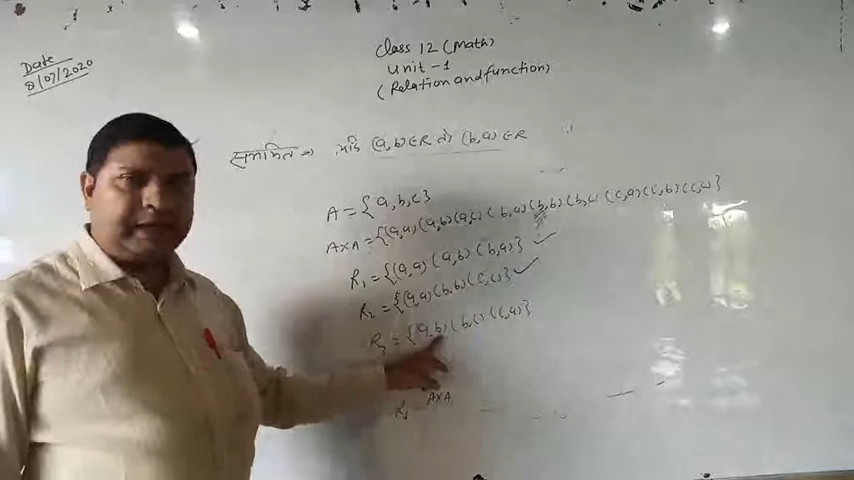 Date
8/07/2020
Class 12 (Math)
Unit - 1
(Relation and function)
सममित → यदि (a,b)∈R तो (b,a)∈R
A = {a,b,c}
A×A = {(a,a) (a,b) (a,c) (b,a) (b,b) (b,c) (c,a) (c,b) (c,c)}
R₁ = {(a,a) (a,b) (b,a)} ✓
R₂ = {(a,a) (b,b) (c,c)} ✓
R₃ = {(a,b) (b,c) (c,a)}
A×A